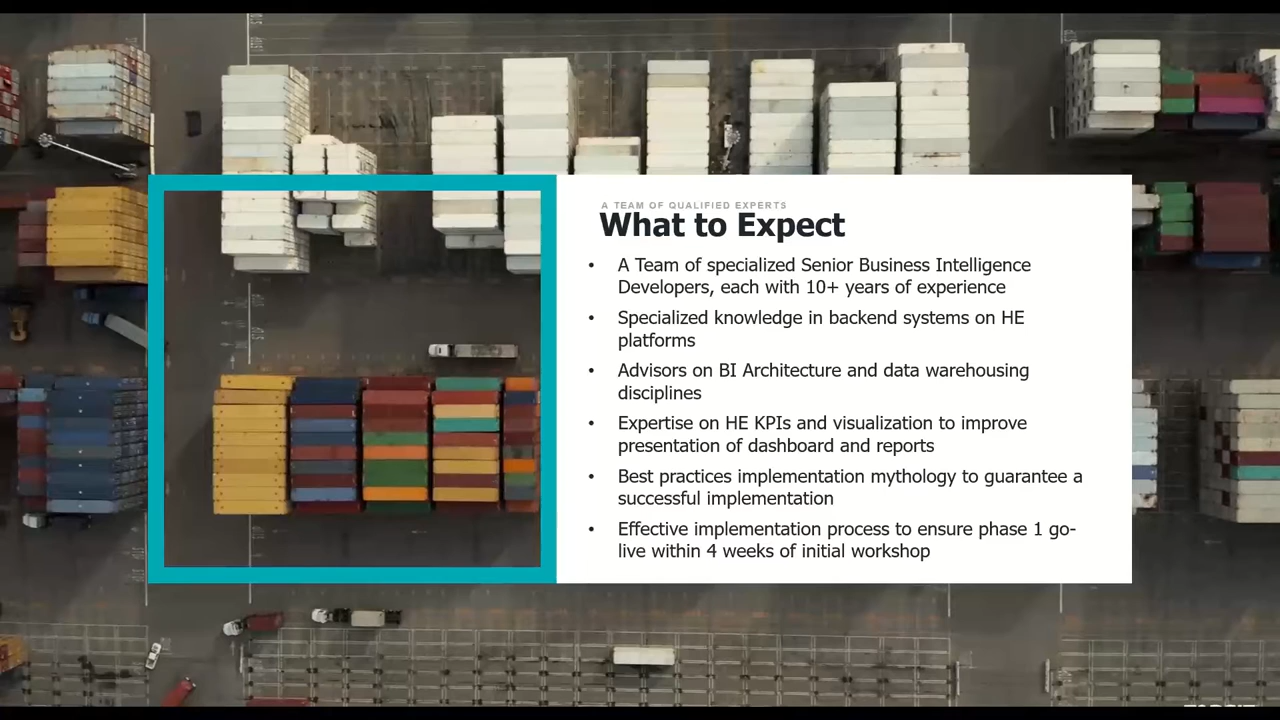 A TEAM OF QUALIFIED EXPERTS
What to Expect
• A Team of specialized Senior Business Intelligence
Developers, each with 10+ years of experience
• Specialized knowledge in backend systems on HE
platforms
• Advisors on BI Architecture and data warehousing
disciplines
• Expertise on HE KPIs and visualization to improve
presentation of dashboard and reports
• Best practices implementation mythology to guarantee a
successful implementation
• Effective implementation process to ensure phase 1 go-
live within 4 weeks of initial workshop